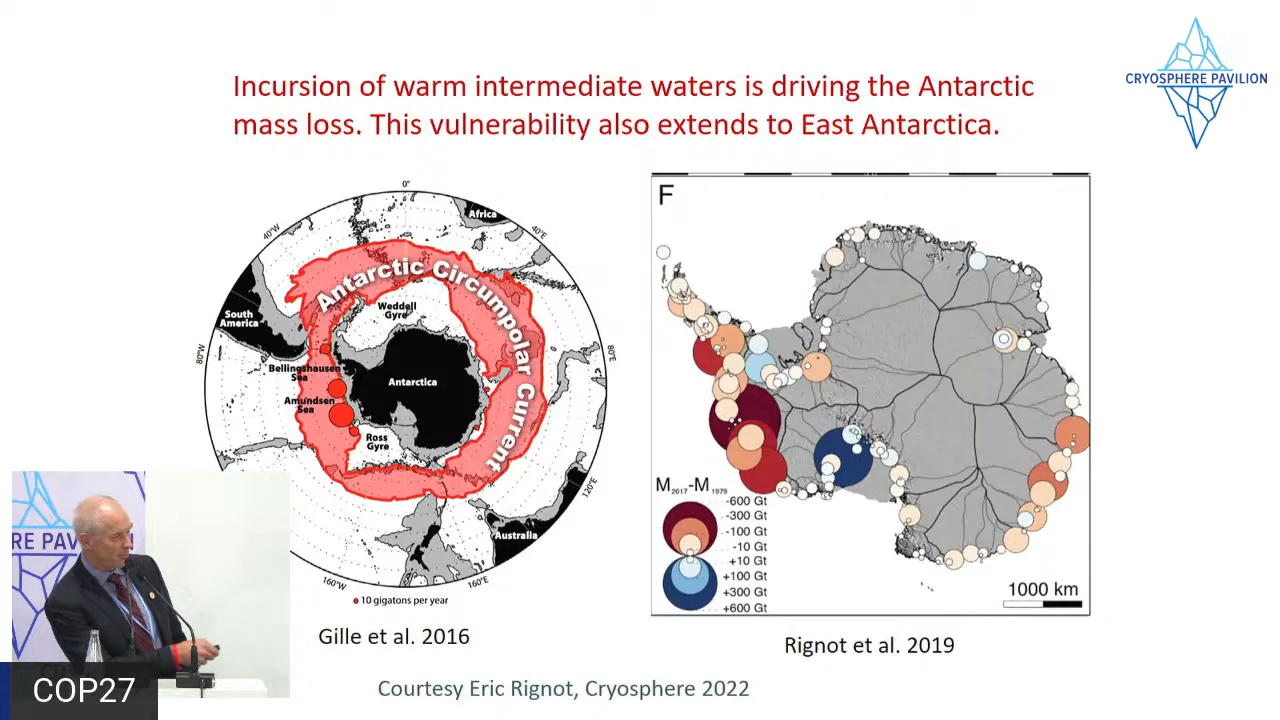 Incursion of warm intermediate waters is driving the Antarctic
mass loss. This vulnerability also extends to East Antarctica.
CRYOSPHERE PAVILION
0°
40°W
40°E
80°W
80°E
120°E
160°W
160°E
Africa
South
America
Antarctic Circumpolar Current
Weddell
Gyre
Bellingshausen
Sea
Amundsen
Sea
Antarctica
Ross
Gyre
Australia
10 gigatons per year
Gille et al. 2016
F
M2017-M1979
-600 Gt
-300 Gt
-100 Gt
-10 Gt
+10 Gt
+100 Gt
+300 Gt
+600 Gt
1000 km
Rignot et al. 2019
Courtesy Eric Rignot, Cryosphere 2022
RE PAV
SPHERE PAVILION
COP27